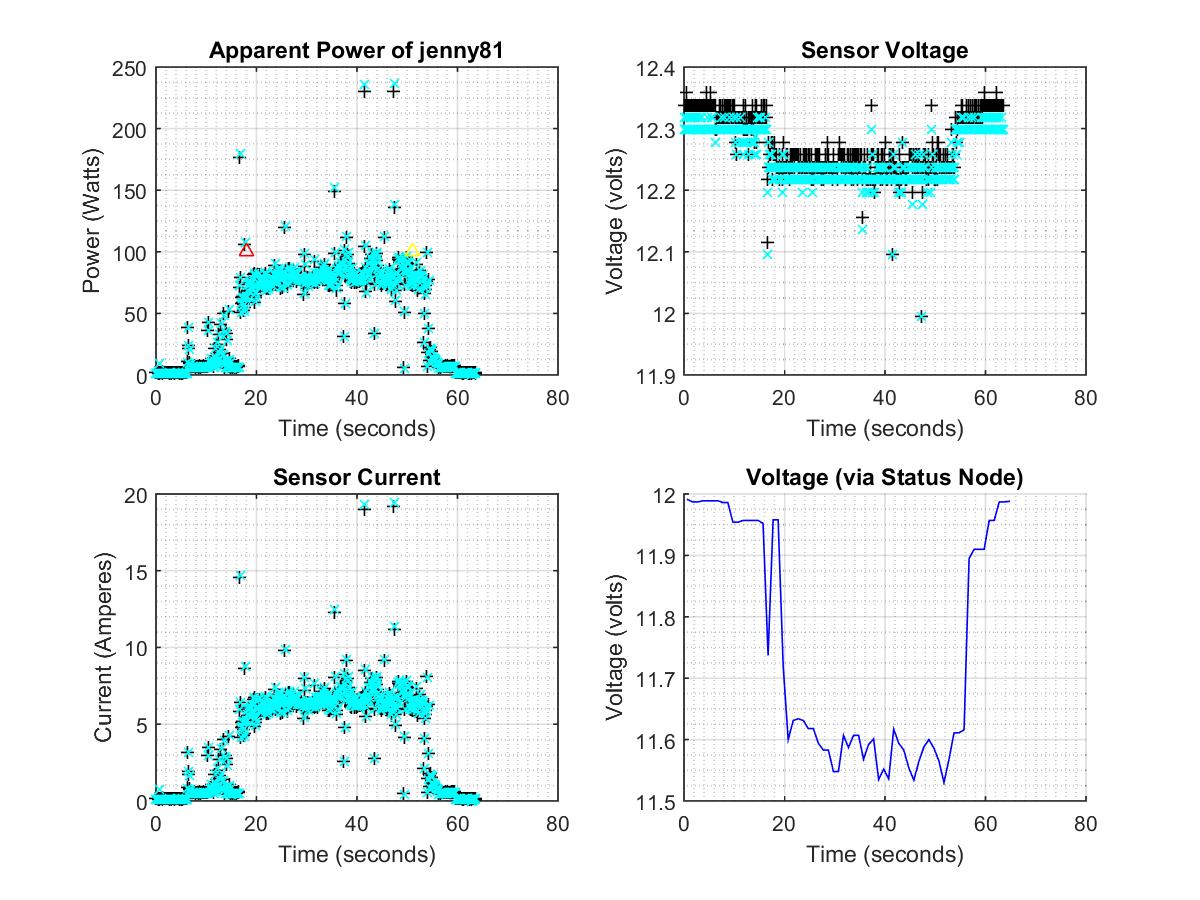 Apparent Power of jenny81
250
200
150
100
50
0
Power (Watts)
0 20 40 60 80
Time (seconds)
Sensor Voltage
12.4
12.3
12.2
12.1
12
11.9
Voltage (volts)
0 20 40 60 80
Time (seconds)
Sensor Current
20
15
10
5
0
Current (Amperes)
0 20 40 60 80
Time (seconds)
Voltage (via Status Node)
12
11.9
11.8
11.7
11.6
11.5
Voltage (volts)
0 20 40 60 80
Time (seconds)